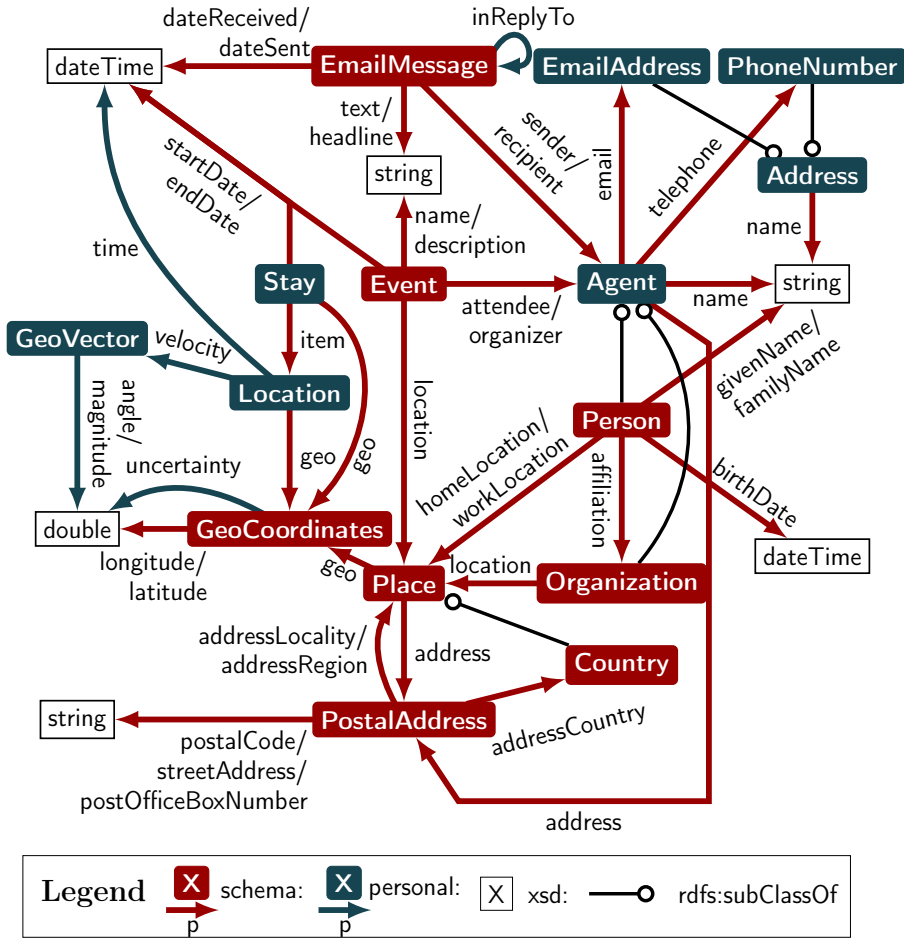 dateReceived/
dateSent
inReplyTo
dateTime
EmailMessage
EmailAddress
PhoneNumber
text/
headline
sender/
recipient
email
telephone
startDate/
endDate
string
Address
name/
description
name
time
Stay
Event
attendee/
organizer
Agent
name
string
GeoVector
velocity
item
Location
location
givenName/
familyName
Person
angle/
magnitude
uncertainty
geo
geo
homeLocation/
workLocation
affiliation
birthDate
double
GeoCoordinates
dateTime
longitude/
latitude
geo
Place
location
Organization
addressLocality/
addressRegion
address
Country
string
PostalAddress
addressCountry
postalCode/
streetAddress/
postOfficeBoxNumber
address
Legend
X schema:
p
X personal:
p
X xsd:
rdfs:subClassOf